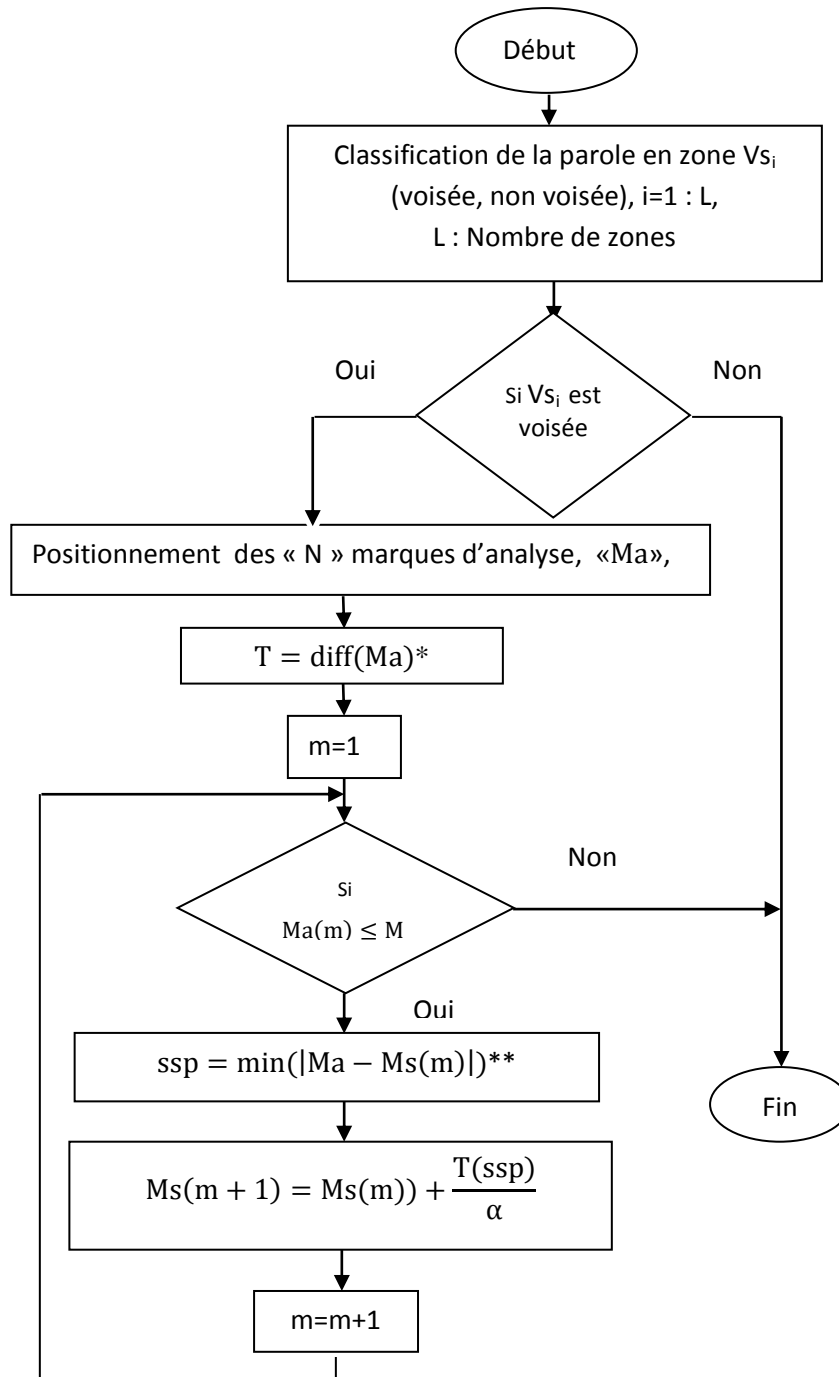 Début
Classification de la parole en zone Vsᵢ
(voisée, non voisée), i=1 : L,
L : Nombre de zones
Oui
Non
Si Vsᵢ est
voisée
Positionnement des « N » marques d’analyse, «Ma»,
T = diff(Ma)*
m=1
Non
Si
Ma(m) ≤ M
Oui
ssp = min(|Ma − Ms(m)|)**
Fin
Ms(m + 1) = Ms(m)) + T(ssp)/α
m=m+1